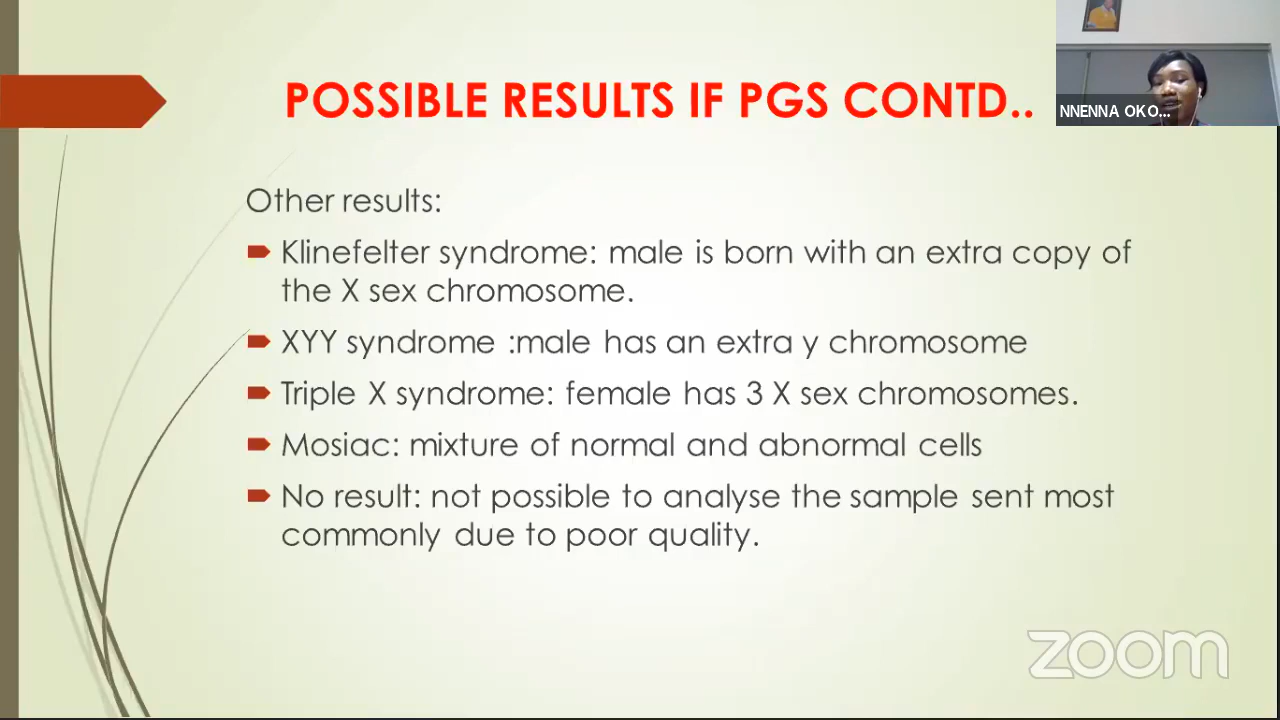 POSSIBLE RESULTS IF PGS CONTD..
NNENNA OKO...
Other results:
Klinefelter syndrome: male is born with an extra copy of
the X sex chromosome.
XYY syndrome :male has an extra y chromosome
Triple X syndrome: female has 3 X sex chromosomes.
Mosiac: mixture of normal and abnormal cells
No result: not possible to analyse the sample sent most
commonly due to poor quality.
zoom